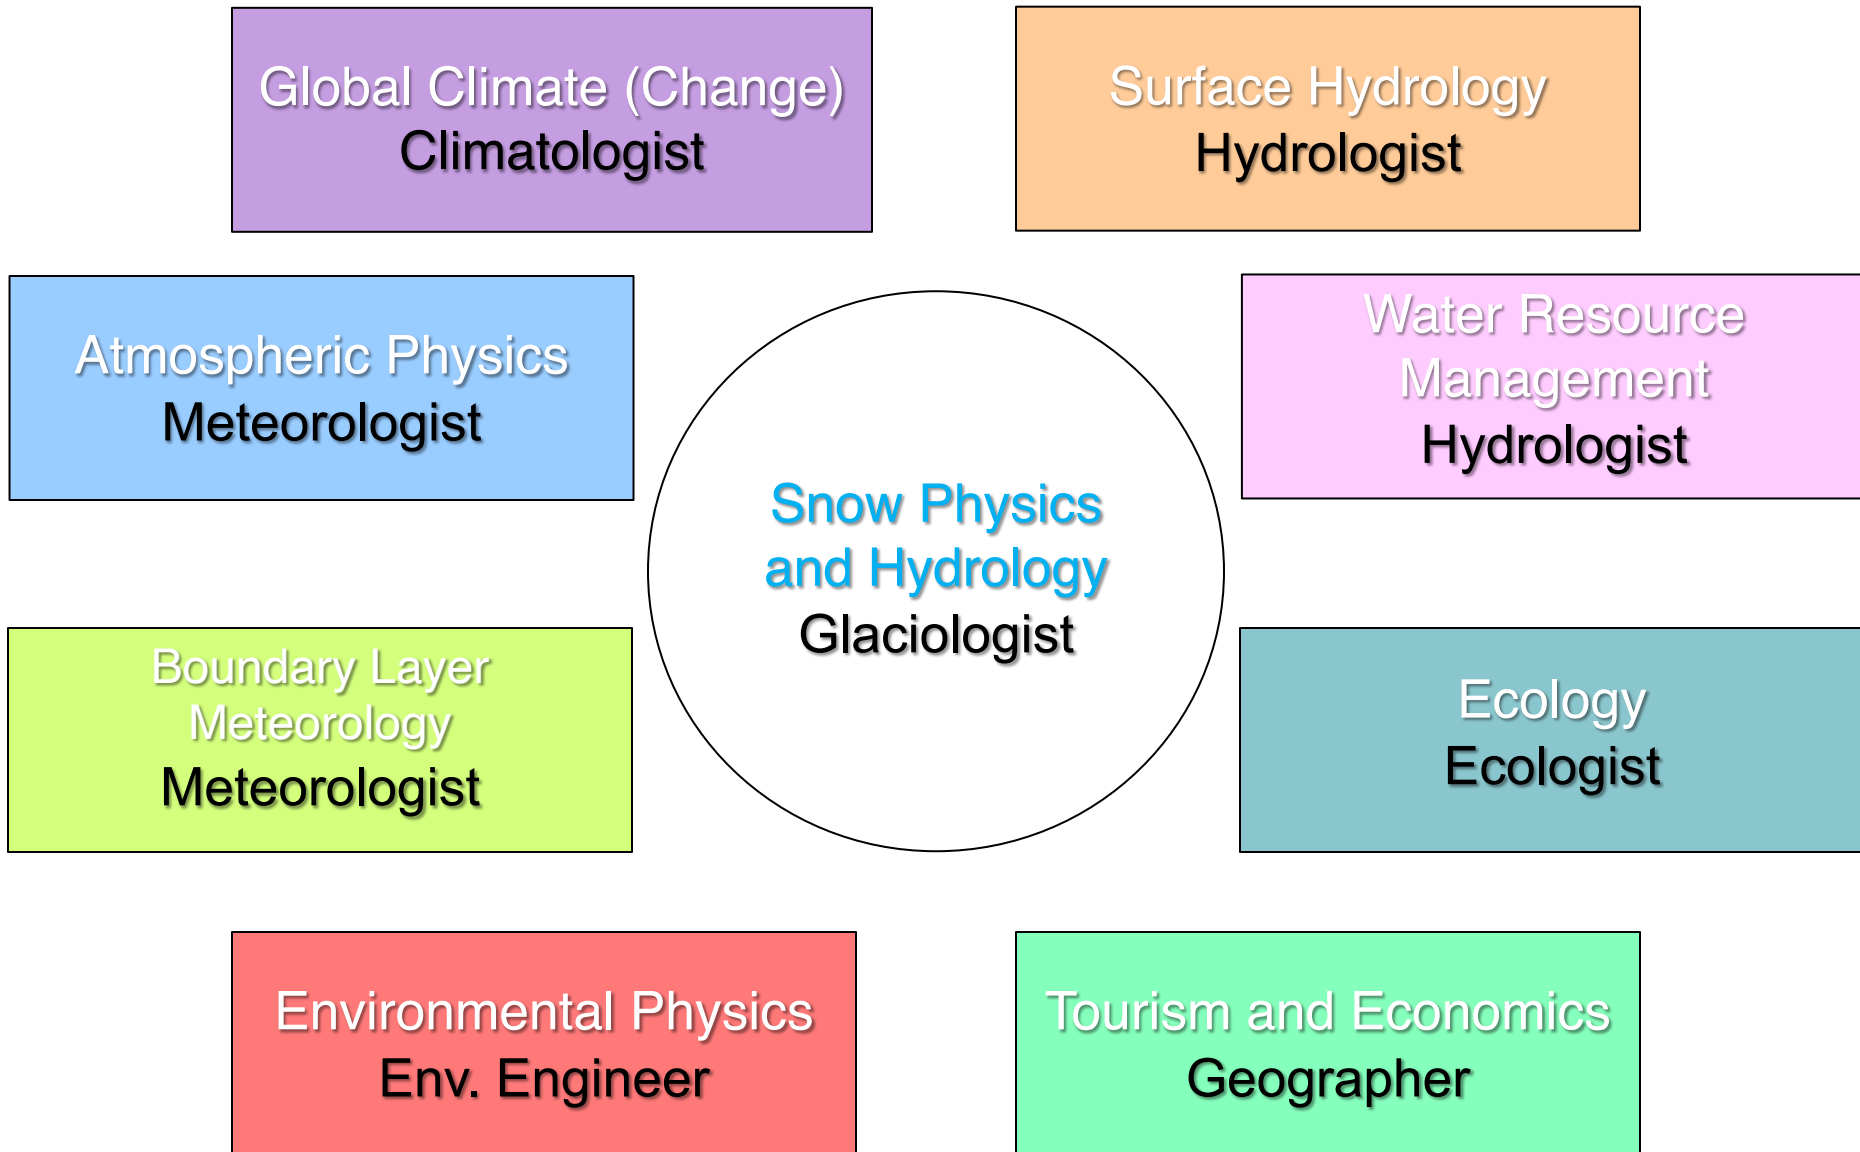 Global Climate (Change)
Climatologist
Surface Hydrology
Hydrologist
Atmospheric Physics
Meteorologist
Water Resource
Management
Hydrologist
Snow Physics
and Hydrology
Glaciologist
Boundary Layer
Meteorology
Meteorologist
Ecology
Ecologist
Environmental Physics
Env. Engineer
Tourism and Economics
Geographer